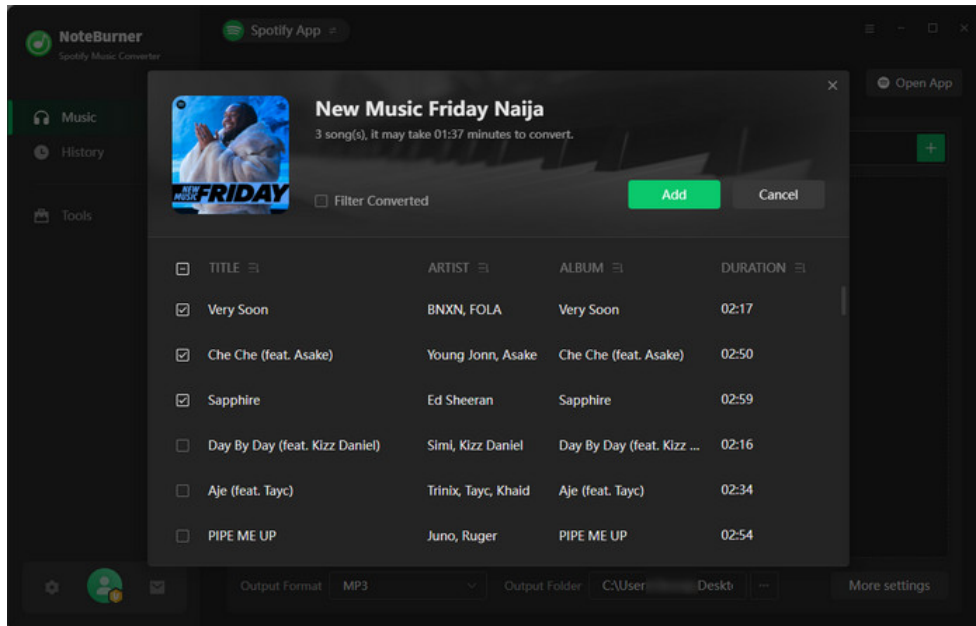 NoteBurner
Spotify Music Converter
Spotify App
Open App
Music
History
Tools
New Music Friday Naija
3 song(s), it may take 01:37 minutes to convert.
NEW MUSIC FRIDAY
Filter Converted
Add
Cancel
TITLE ARTIST ALBUM DURATION
Very Soon BNXN, FOLA Very Soon 02:17
Che Che (feat. Asake) Young Jonn, Asake Che Che (feat. Asake) 02:50
Sapphire Ed Sheeran Sapphire 02:59
Day By Day (feat. Kizz Daniel) Simi, Kizz Daniel Day By Day (feat. Kizz ... 02:16
Aje (feat. Tayc) Trinix, Tayc, Khaid Aje (feat. Tayc) 02:34
PIPE ME UP Juno, Ruger PIPE ME UP 02:54
Output Format MP3 Output Folder C:\User Deskt ... More settings